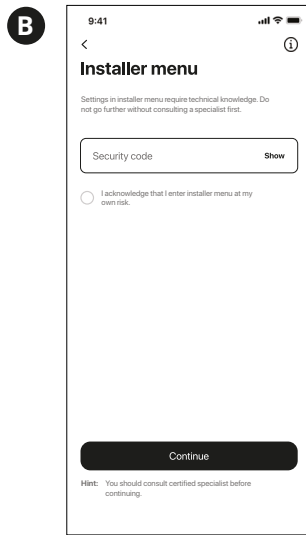 B
9:41
Installer menu
Settings in installer menu require technical knowledge. Do
not go further without consulting a specialist first.
Security code Show
I acknowledge that I enter installer menu at my
own risk.
Continue
Hint: You should consult certified specialist before
continuing.